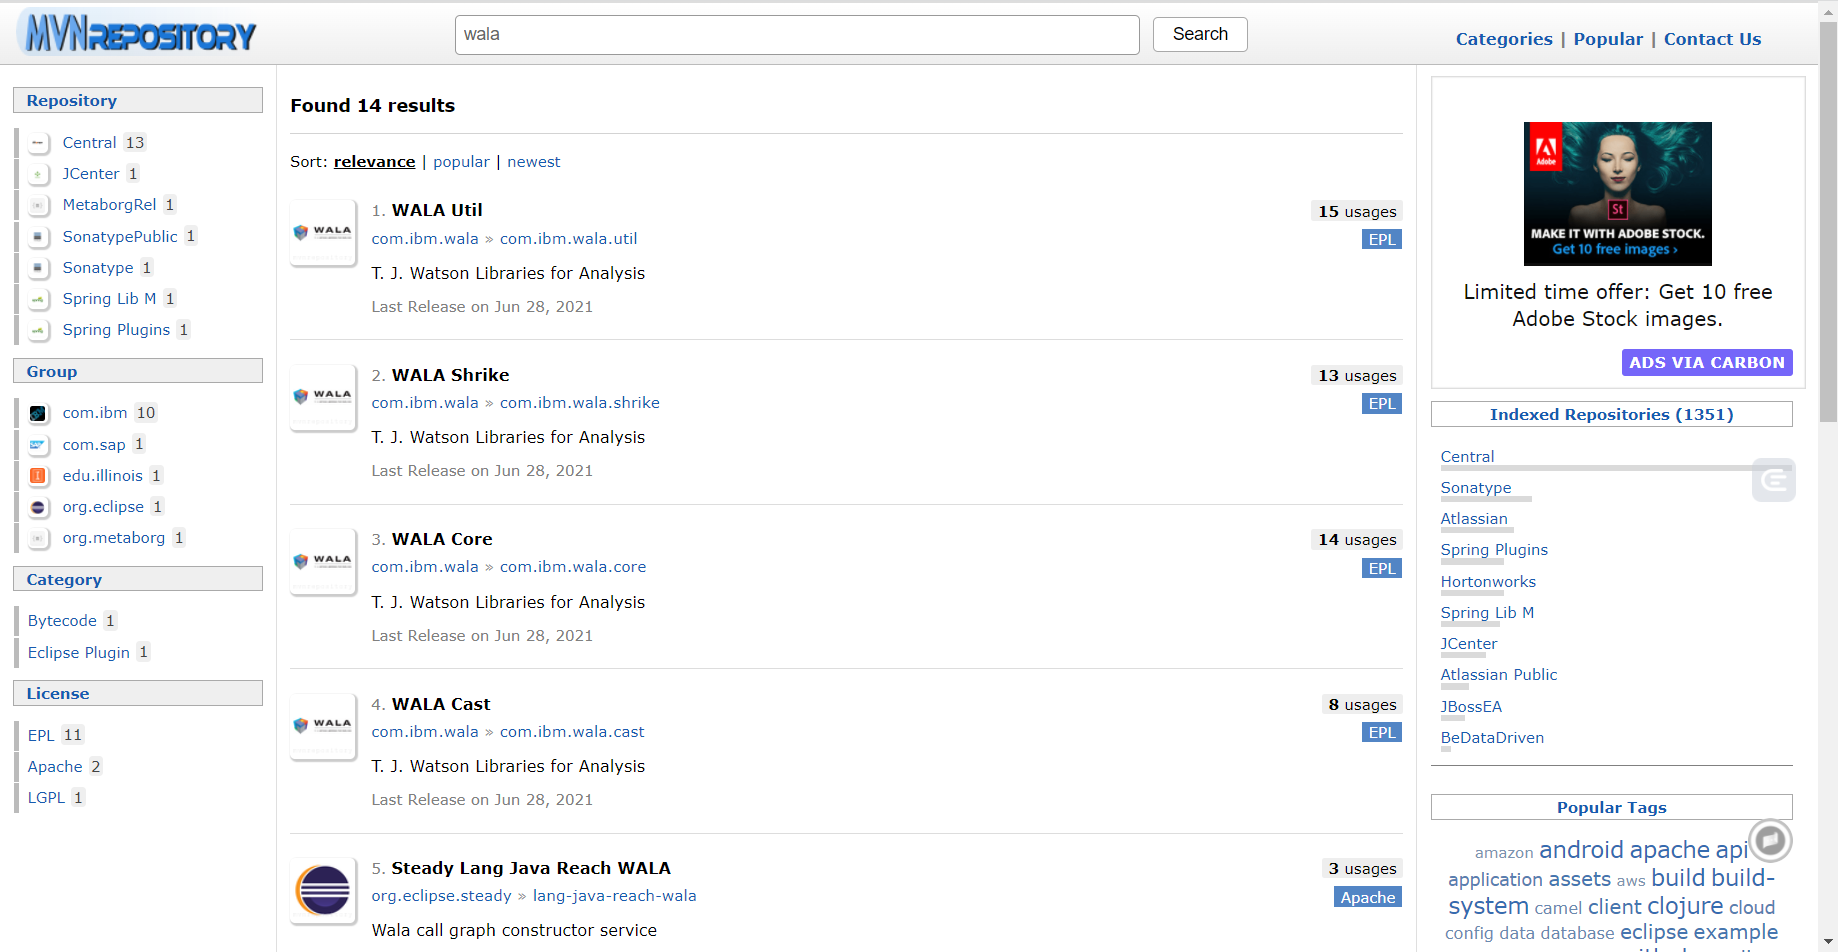 MVNREPOSITORY
wala
Search
Categories | Popular | Contact Us
Repository
Central 13
JCenter 1
MetaborgRel 1
SonatypePublic 1
Sonatype 1
Spring Lib M 1
Spring Plugins 1
Group
com.ibm 10
com.sap 1
edu.illinois 1
org.eclipse 1
org.metaborg 1
Category
Bytecode 1
Eclipse Plugin 1
License
EPL 11
Apache 2
LGPL 1
Found 14 results
Sort: relevance | popular | newest
WALA
1. WALA Util
15 usages
com.ibm.wala » com.ibm.wala.util
EPL
T. J. Watson Libraries for Analysis
Last Release on Jun 28, 2021
WALA
2. WALA Shrike
13 usages
com.ibm.wala » com.ibm.wala.shrike
EPL
T. J. Watson Libraries for Analysis
Last Release on Jun 28, 2021
WALA
3. WALA Core
14 usages
com.ibm.wala » com.ibm.wala.core
EPL
T. J. Watson Libraries for Analysis
Last Release on Jun 28, 2021
WALA
4. WALA Cast
8 usages
com.ibm.wala » com.ibm.wala.cast
EPL
T. J. Watson Libraries for Analysis
Last Release on Jun 28, 2021
5. Steady Lang Java Reach WALA
3 usages
org.eclipse.steady » lang-java-reach-wala
Apache
Wala call graph constructor service
Adobe
St
MAKE IT WITH ADOBE STOCK.
Get 10 free images ›
Limited time offer: Get 10 free
Adobe Stock images.
ADS VIA CARBON
Indexed Repositories (1351)
Central
Sonatype
Atlassian
Spring Plugins
Hortonworks
Spring Lib M
JCenter
Atlassian Public
JBossEA
BeDataDriven
Popular Tags
amazon android apache api
application assets aws build build-
system camel client clojure cloud
config data database eclipse example